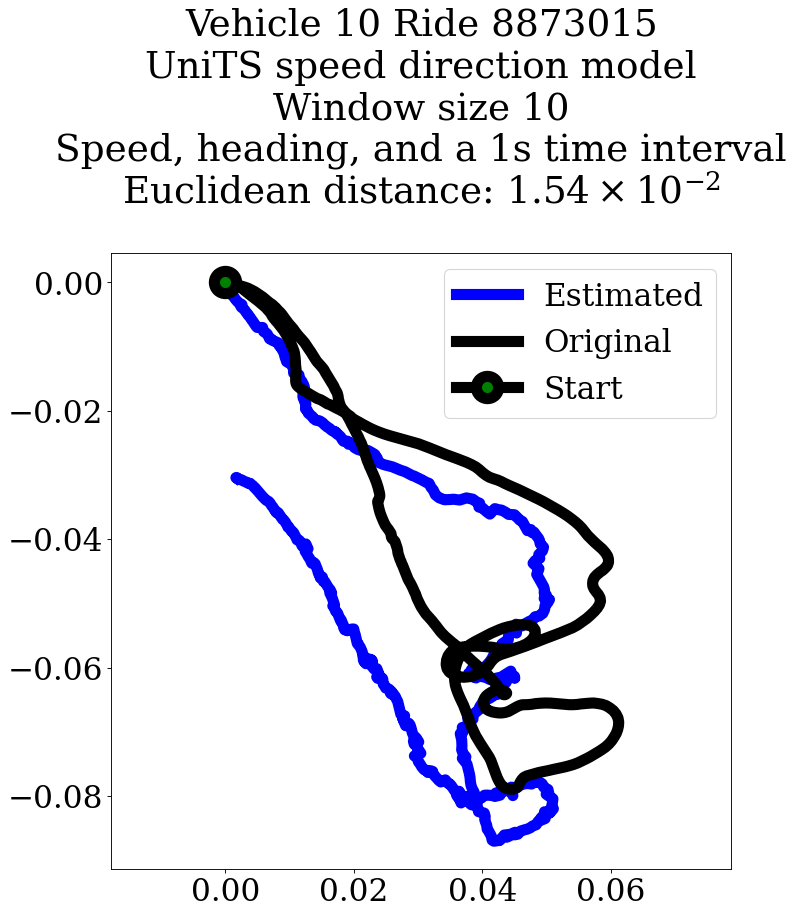 Vehicle 10 Ride 8873015
UniTS speed direction model
Window size 10
Speed, heading, and a 1s time interval
Euclidean distance: 1.54 × 10⁻²
Estimated
Original
Start
0.00
−0.02
−0.04
−0.06
−0.08
0.00 0.02 0.04 0.06